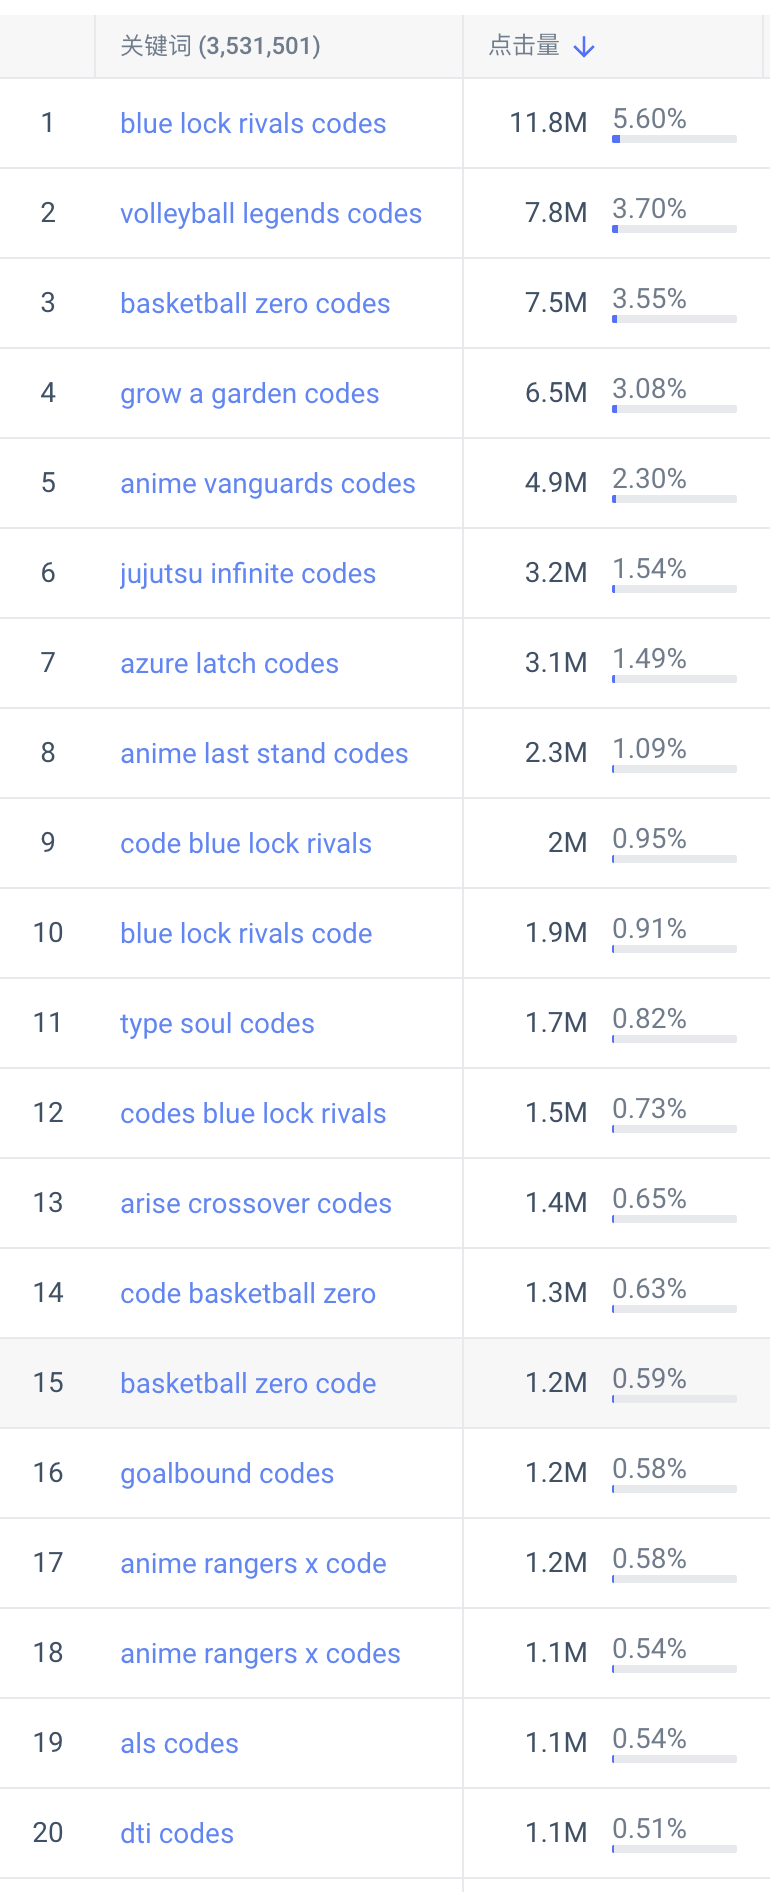 关键词 (3,531,501) 点击量
1 blue lock rivals codes 11.8M 5.60%
2 volleyball legends codes 7.8M 3.70%
3 basketball zero codes 7.5M 3.55%
4 grow a garden codes 6.5M 3.08%
5 anime vanguards codes 4.9M 2.30%
6 jujutsu infinite codes 3.2M 1.54%
7 azure latch codes 3.1M 1.49%
8 anime last stand codes 2.3M 1.09%
9 code blue lock rivals 2M 0.95%
10 blue lock rivals code 1.9M 0.91%
11 type soul codes 1.7M 0.82%
12 codes blue lock rivals 1.5M 0.73%
13 arise crossover codes 1.4M 0.65%
14 code basketball zero 1.3M 0.63%
15 basketball zero code 1.2M 0.59%
16 goalbound codes 1.2M 0.58%
17 anime rangers x code 1.2M 0.58%
18 anime rangers x codes 1.1M 0.54%
19 als codes 1.1M 0.54%
20 dti codes 1.1M 0.51%